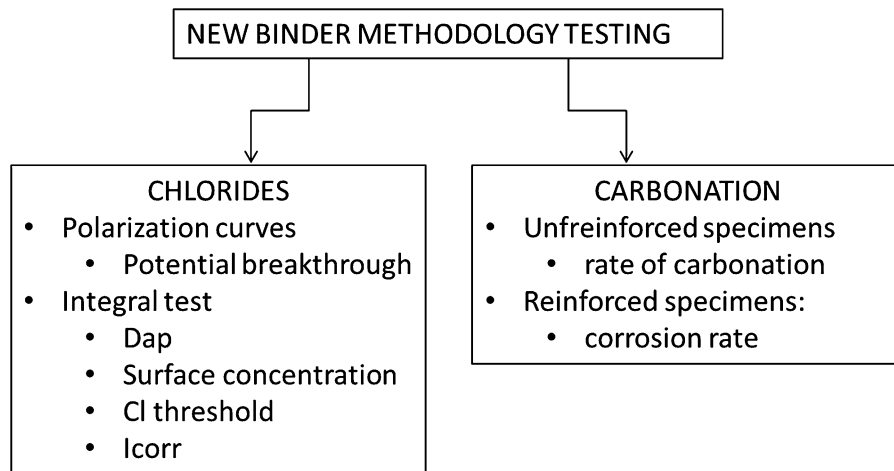 NEW BINDER METHODOLOGY TESTING
CHLORIDES
• Polarization curves
• Potential breakthrough
• Integral test
• Dap
• Surface concentration
• Cl threshold
• Icorr
CARBONATION
• Unfreinforced specimens
• rate of carbonation
• Reinforced specimens:
• corrosion rate